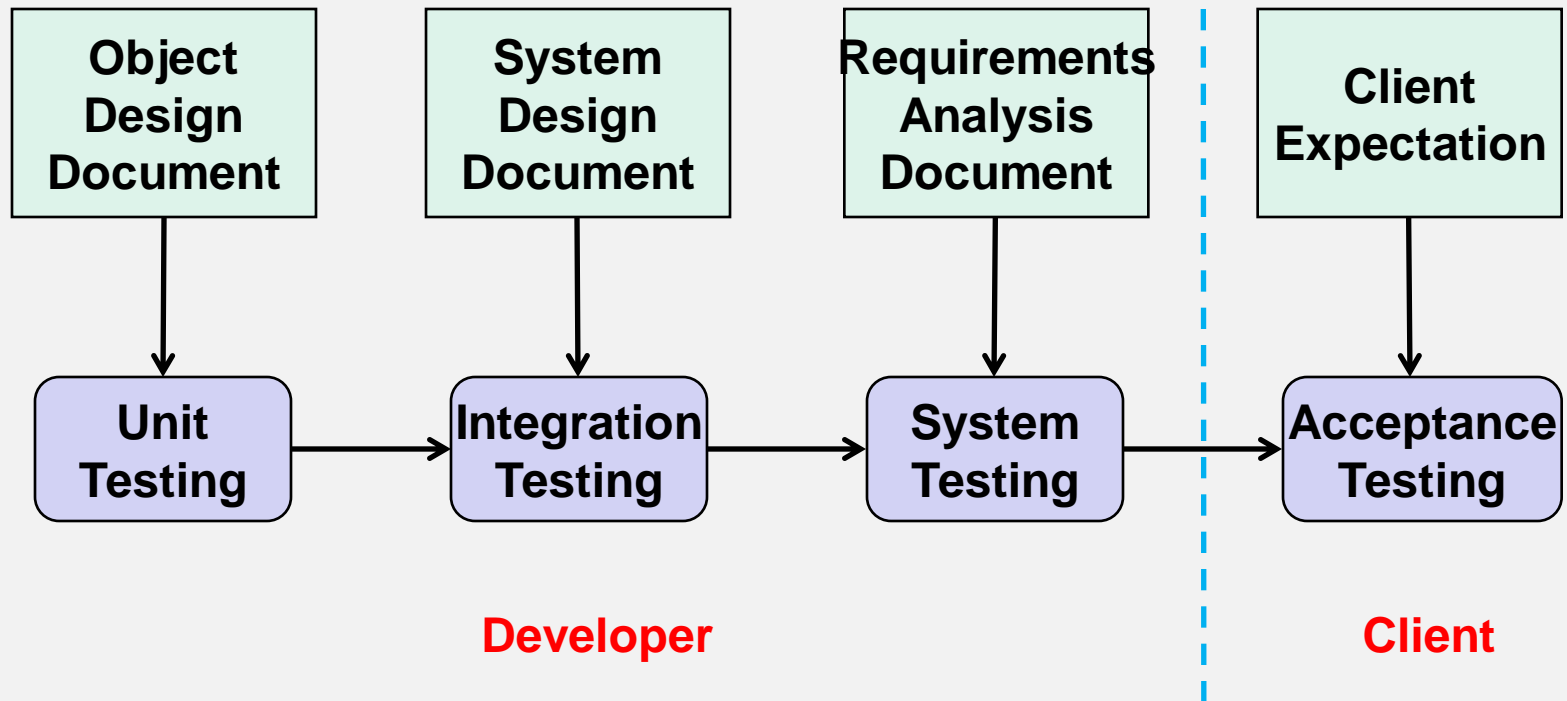 Object
Design
Document
System
Design
Document
Requirements
Analysis
Document
Client
Expectation
Unit
Testing
Integration
Testing
System
Testing
Acceptance
Testing
Developer
Client